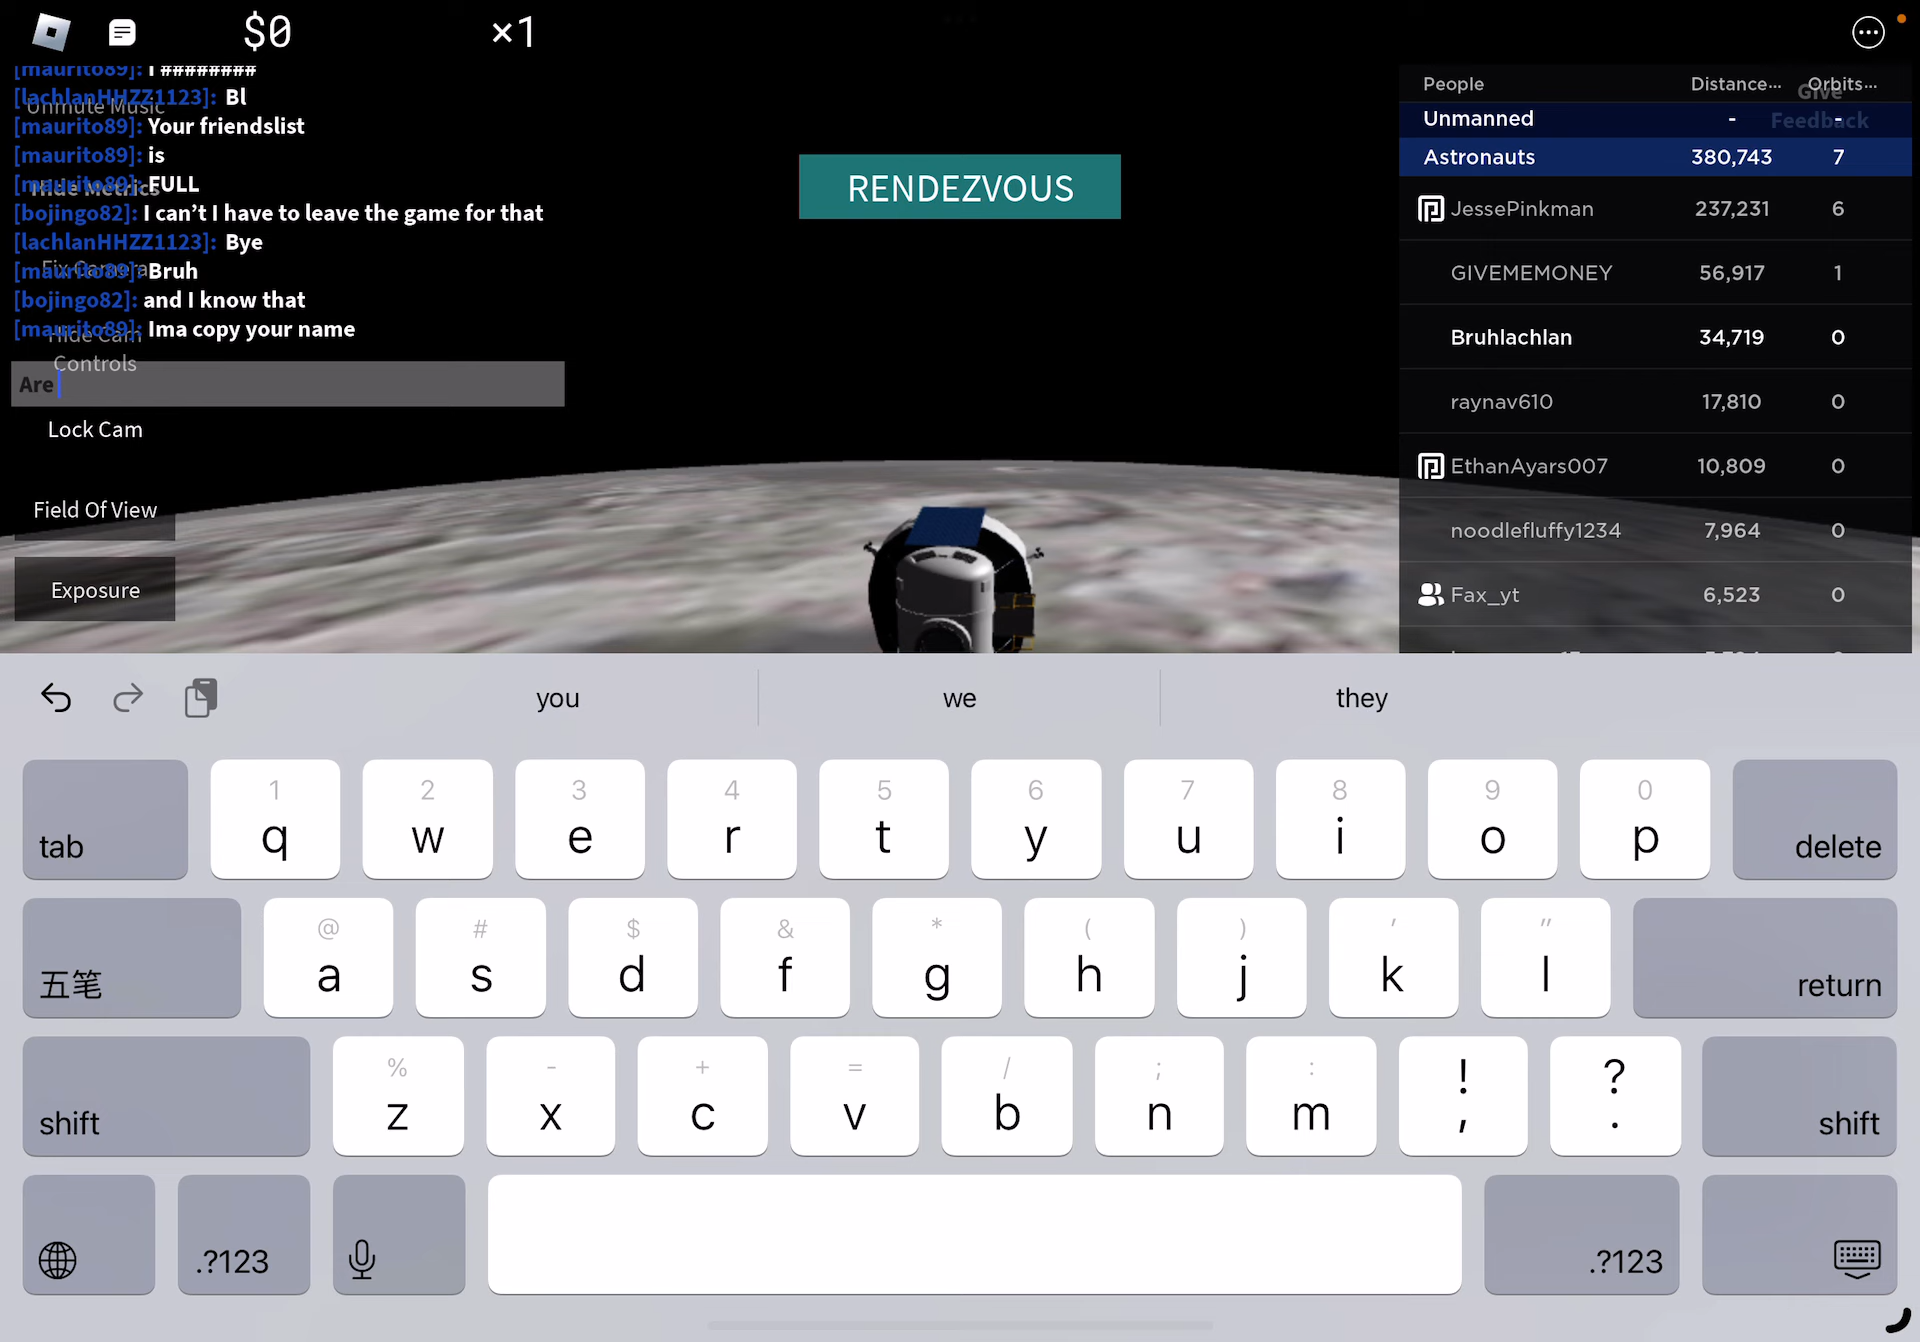 $0
×1
[maurito89]: I ########
[lachlanHHZZ1123]: Bl
Unmute Music
[maurito89]: Your friendslist
[maurito89]: is
[maurito89]: FULL
Hide Metrics
[bojingo82]: I can't I have to leave the game for that
[lachlanHHZZ1123]: Bye
[maurito89]: Bruh
Fix Camera
[bojingo82]: and I know that
[maurito89]: Ima copy your name
Hide Cam
Controls
Are
Lock Cam
Field Of View
Exposure
RENDEZVOUS
People Distance... Orbits...
Give
Feedback
Unmanned - -
Astronauts 380,743 7
JessePinkman 237,231 6
GIVEMEMONEY 56,917 1
Bruhlachlan 34,719 0
raynav610 17,810 0
EthanAyars007 10,809 0
noodlefluffy1234 7,964 0
Fax_yt 6,523 0
you we they
1 2 3 4 5 6 7 8 9 0
tab q w e r t y u i o p delete
@ # $ & * ( ) ' "
五笔 a s d f g h j k l return
% - + = / ; : ! ?
shift z x c v b n m , . shift
.?123 .?123